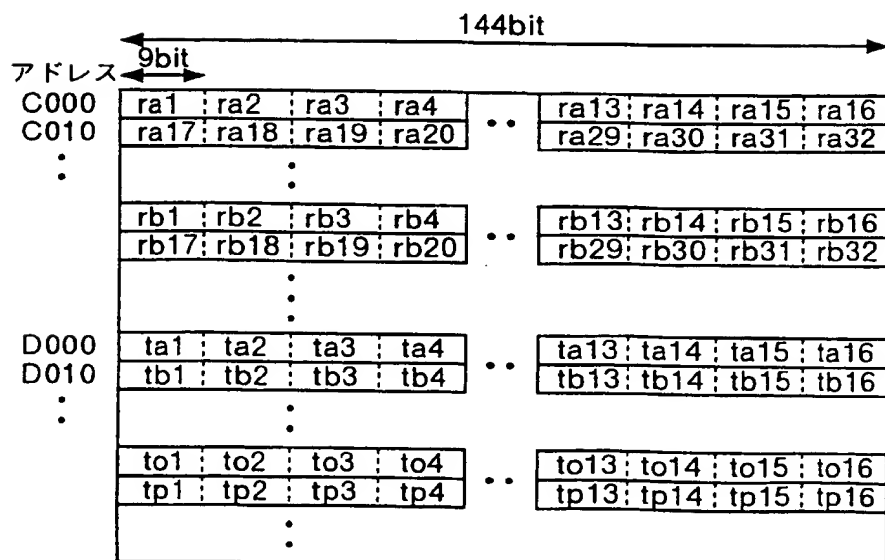 144bit
9bit
アドレス
C000 ra1 ra2 ra3 ra4 ・・ ra13 ra14 ra15 ra16
C010 ra17 ra18 ra19 ra20 ra29 ra30 ra31 ra32
rb1 rb2 rb3 rb4 ・・ rb13 rb14 rb15 rb16
rb17 rb18 rb19 rb20 rb29 rb30 rb31 rb32
D000 ta1 ta2 ta3 ta4 ・・ ta13 ta14 ta15 ta16
D010 tb1 tb2 tb3 tb4 tb13 tb14 tb15 tb16
to1 to2 to3 to4 ・・ to13 to14 to15 to16
tp1 tp2 tp3 tp4 tp13 tp14 tp15 tp16